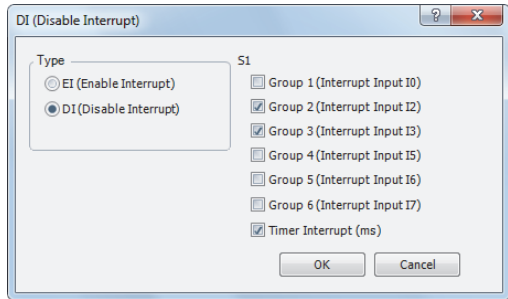 DI (Disable Interrupt)
?
Type
EI (Enable Interrupt)
DI (Disable Interrupt)
S1
Group 1 (Interrupt Input I0)
Group 2 (Interrupt Input I2)
Group 3 (Interrupt Input I3)
Group 4 (Interrupt Input I5)
Group 5 (Interrupt Input I6)
Group 6 (Interrupt Input I7)
Timer Interrupt (ms)
OK Cancel